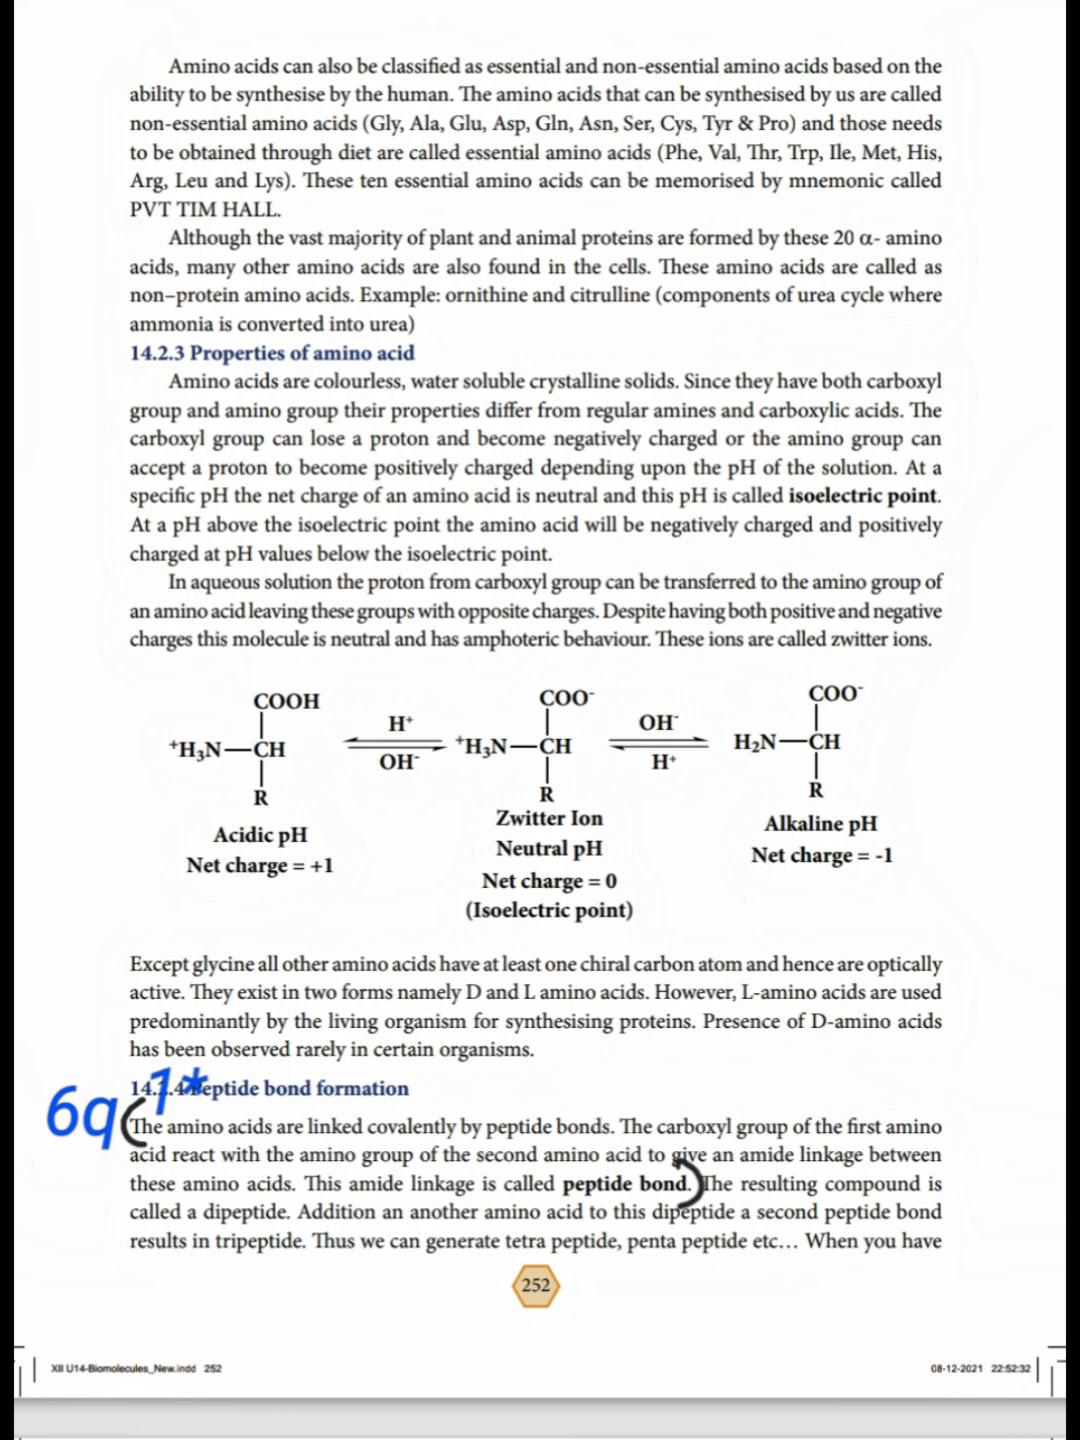 Amino acids can also be classified as essential and non-essential amino acids based on the
ability to be synthesise by the human. The amino acids that can be synthesised by us are called
non-essential amino acids (Gly, Ala, Glu, Asp, Gln, Asn, Ser, Cys, Tyr & Pro) and those needs
to be obtained through diet are called essential amino acids (Phe, Val, Thr, Trp, Ile, Met, His,
Arg, Leu and Lys). These ten essential amino acids can be memorised by mnemonic called
PVT TIM HALL.
Although the vast majority of plant and animal proteins are formed by these 20 α- amino
acids, many other amino acids are also found in the cells. These amino acids are called as
non–protein amino acids. Example: ornithine and citrulline (components of urea cycle where
ammonia is converted into urea)
14.2.3 Properties of amino acid
Amino acids are colourless, water soluble crystalline solids. Since they have both carboxyl
group and amino group their properties differ from regular amines and carboxylic acids. The
carboxyl group can lose a proton and become negatively charged or the amino group can
accept a proton to become positively charged depending upon the pH of the solution. At a
specific pH the net charge of an amino acid is neutral and this pH is called isoelectric point.
At a pH above the isoelectric point the amino acid will be negatively charged and positively
charged at pH values below the isoelectric point.
In aqueous solution the proton from carboxyl group can be transferred to the amino group of
an amino acid leaving these groups with opposite charges. Despite having both positive and negative
charges this molecule is neutral and has amphoteric behaviour. These ions are called zwitter ions.
COOH COO⁻ COO⁻
H⁺ OH⁻
⁺H₃N—CH ⁺H₃N—CH H₂N—CH
OH⁻ H⁺
R R R
Zwitter Ion
Acidic pH Neutral pH Alkaline pH
Net charge = +1 Net charge = 0 Net charge = -1
(Isoelectric point)
Except glycine all other amino acids have at least one chiral carbon atom and hence are optically
active. They exist in two forms namely D and L amino acids. However, L-amino acids are used
predominantly by the living organism for synthesising proteins. Presence of D-amino acids
has been observed rarely in certain organisms.
14.2.4 Peptide bond formation
6q 1*
The amino acids are linked covalently by peptide bonds. The carboxyl group of the first amino
acid react with the amino group of the second amino acid to give an amide linkage between
these amino acids. This amide linkage is called peptide bond. The resulting compound is
called a dipeptide. Addition an another amino acid to this dipeptide a second peptide bond
results in tripeptide. Thus we can generate tetra peptide, penta peptide etc… When you have
252
XII U14-Biomolecules_New.indd 252 08-12-2021 22:52:32